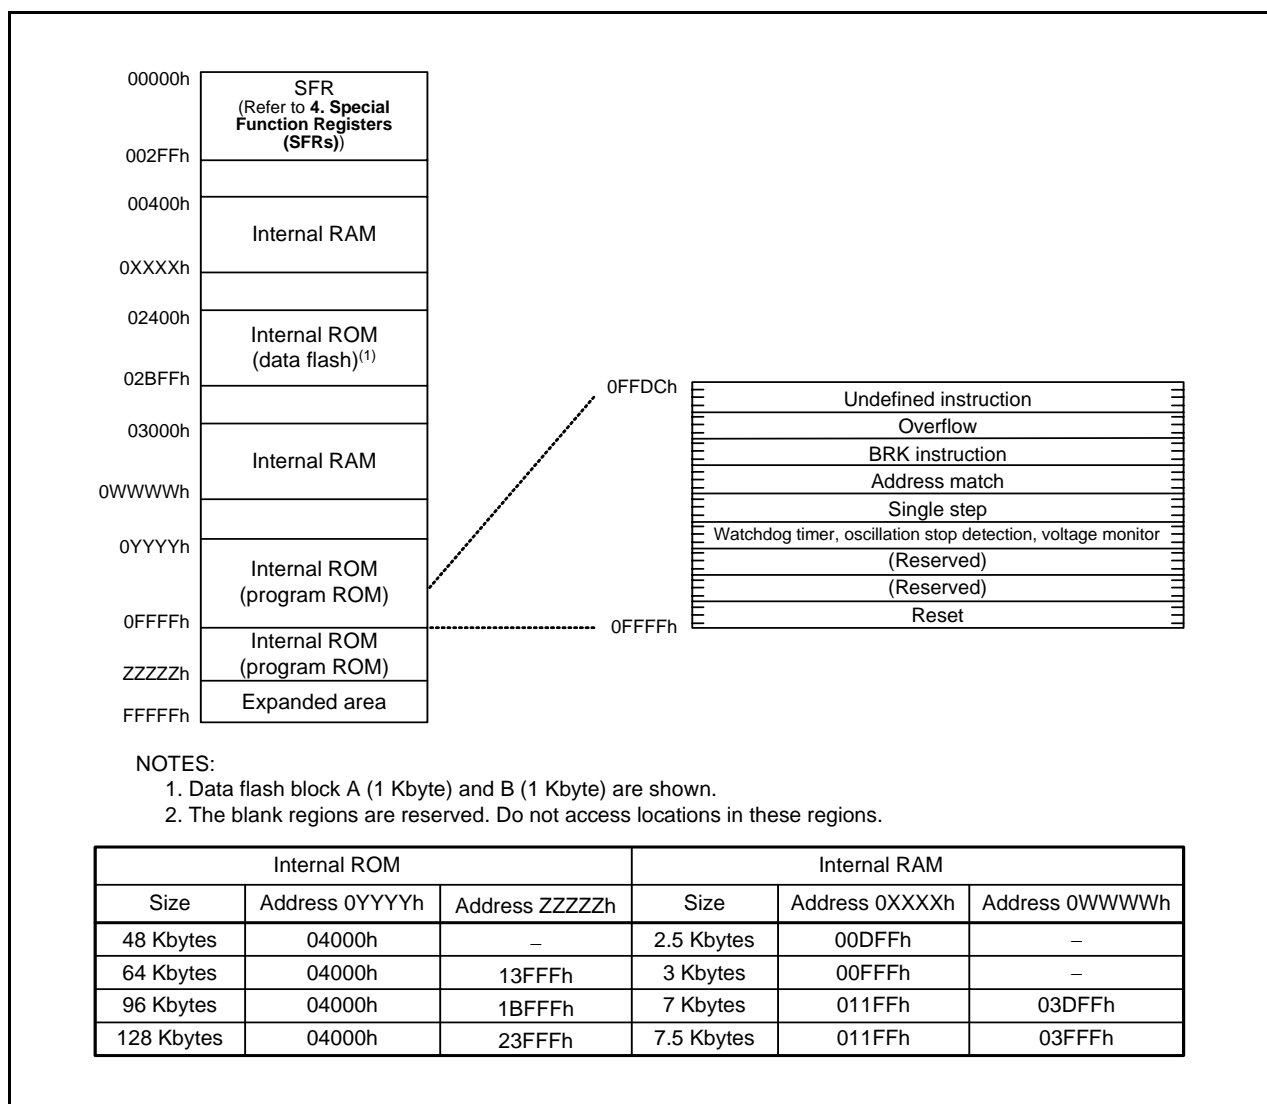 00000h
SFR
(Refer to 4. Special
Function Registers
(SFRs))
002FFh
00400h
Internal RAM
0XXXXh
02400h
Internal ROM
(data flash)(1)
02BFFh
03000h
Internal RAM
0WWWWh
0YYYYh
Internal ROM
(program ROM)
0FFFFh
Internal ROM
(program ROM)
ZZZZZh
Expanded area
FFFFFh
0FFDCh
Undefined instruction
Overflow
BRK instruction
Address match
Single step
Watchdog timer, oscillation stop detection, voltage monitor
(Reserved)
(Reserved)
Reset
0FFFFh
NOTES:
1. Data flash block A (1 Kbyte) and B (1 Kbyte) are shown.
2. The blank regions are reserved. Do not access locations in these regions.
Internal ROM Internal RAM
Size Address 0YYYYh Address ZZZZZh Size Address 0XXXXh Address 0WWWWh
48 Kbytes 04000h – 2.5 Kbytes 00DFFh –
64 Kbytes 04000h 13FFFh 3 Kbytes 00FFFh –
96 Kbytes 04000h 1BFFFh 7 Kbytes 011FFh 03DFFh
128 Kbytes 04000h 23FFFh 7.5 Kbytes 011FFh 03FFFh